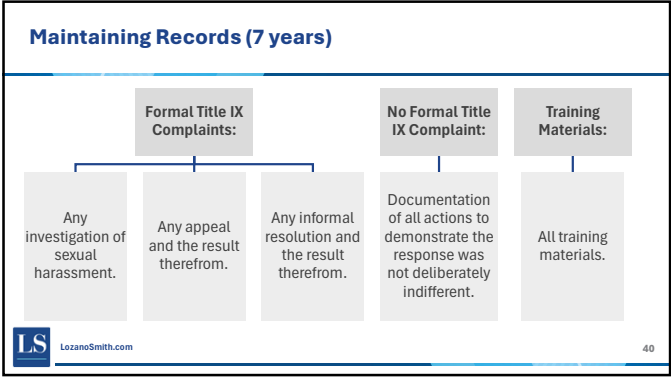 Maintaining Records (7 years)
Formal Title IX
Complaints:
No Formal Title
IX Complaint:
Training
Materials:
Any
investigation of
sexual
harassment.
Any appeal
and the result
therefrom.
Any informal
resolution and
the result
therefrom.
Documentation
of all actions to
demonstrate the
response was
not deliberately
indifferent.
All training
materials.
LS
LozanoSmith.com
40